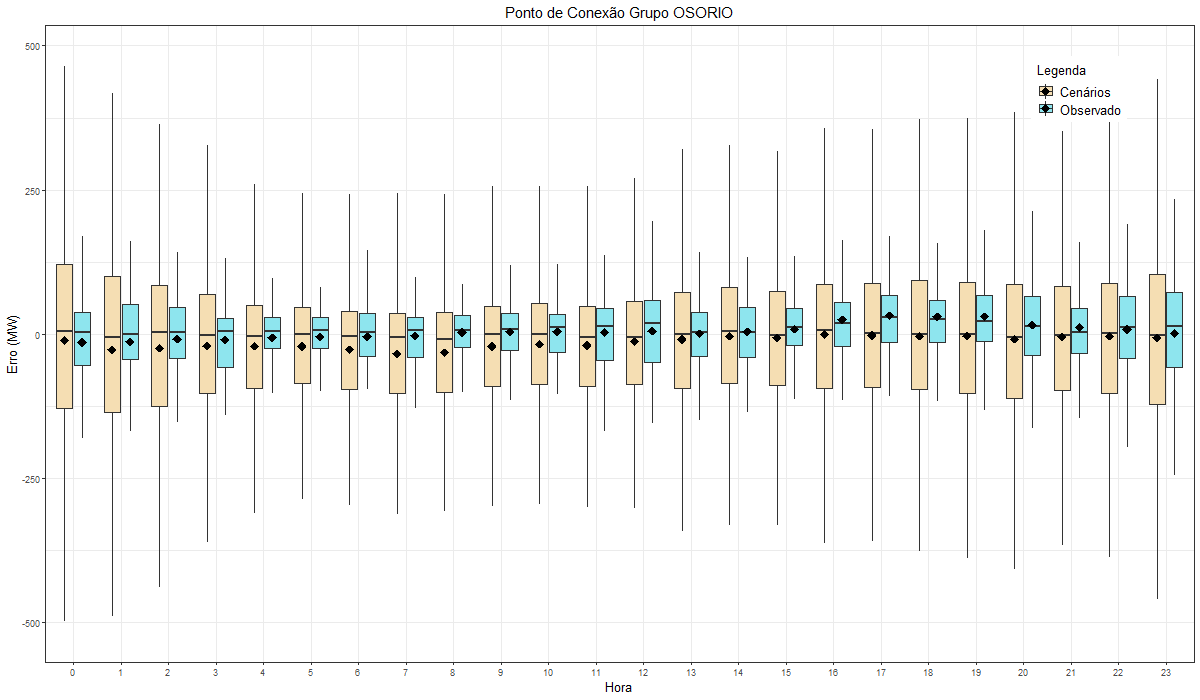 Ponto de Conexão Grupo OSORIO
Legenda
Cenários
Observado
Erro (MW)
500
250
0
-250
-500
0 1 2 3 4 5 6 7 8 9 10 11 12 13 14 15 16 17 18 19 20 21 22 23
Hora